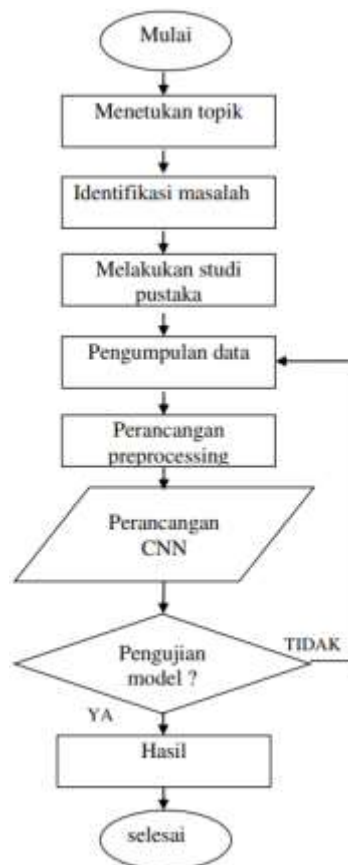 Mulai
Menetukan topik
Identifikasi masalah
Melakukan studi
pustaka
Pengumpulan data
Perancangan
preprocessing
Perancangan
CNN
Pengujian
model ?
TIDAK
YA
Hasil
selesai